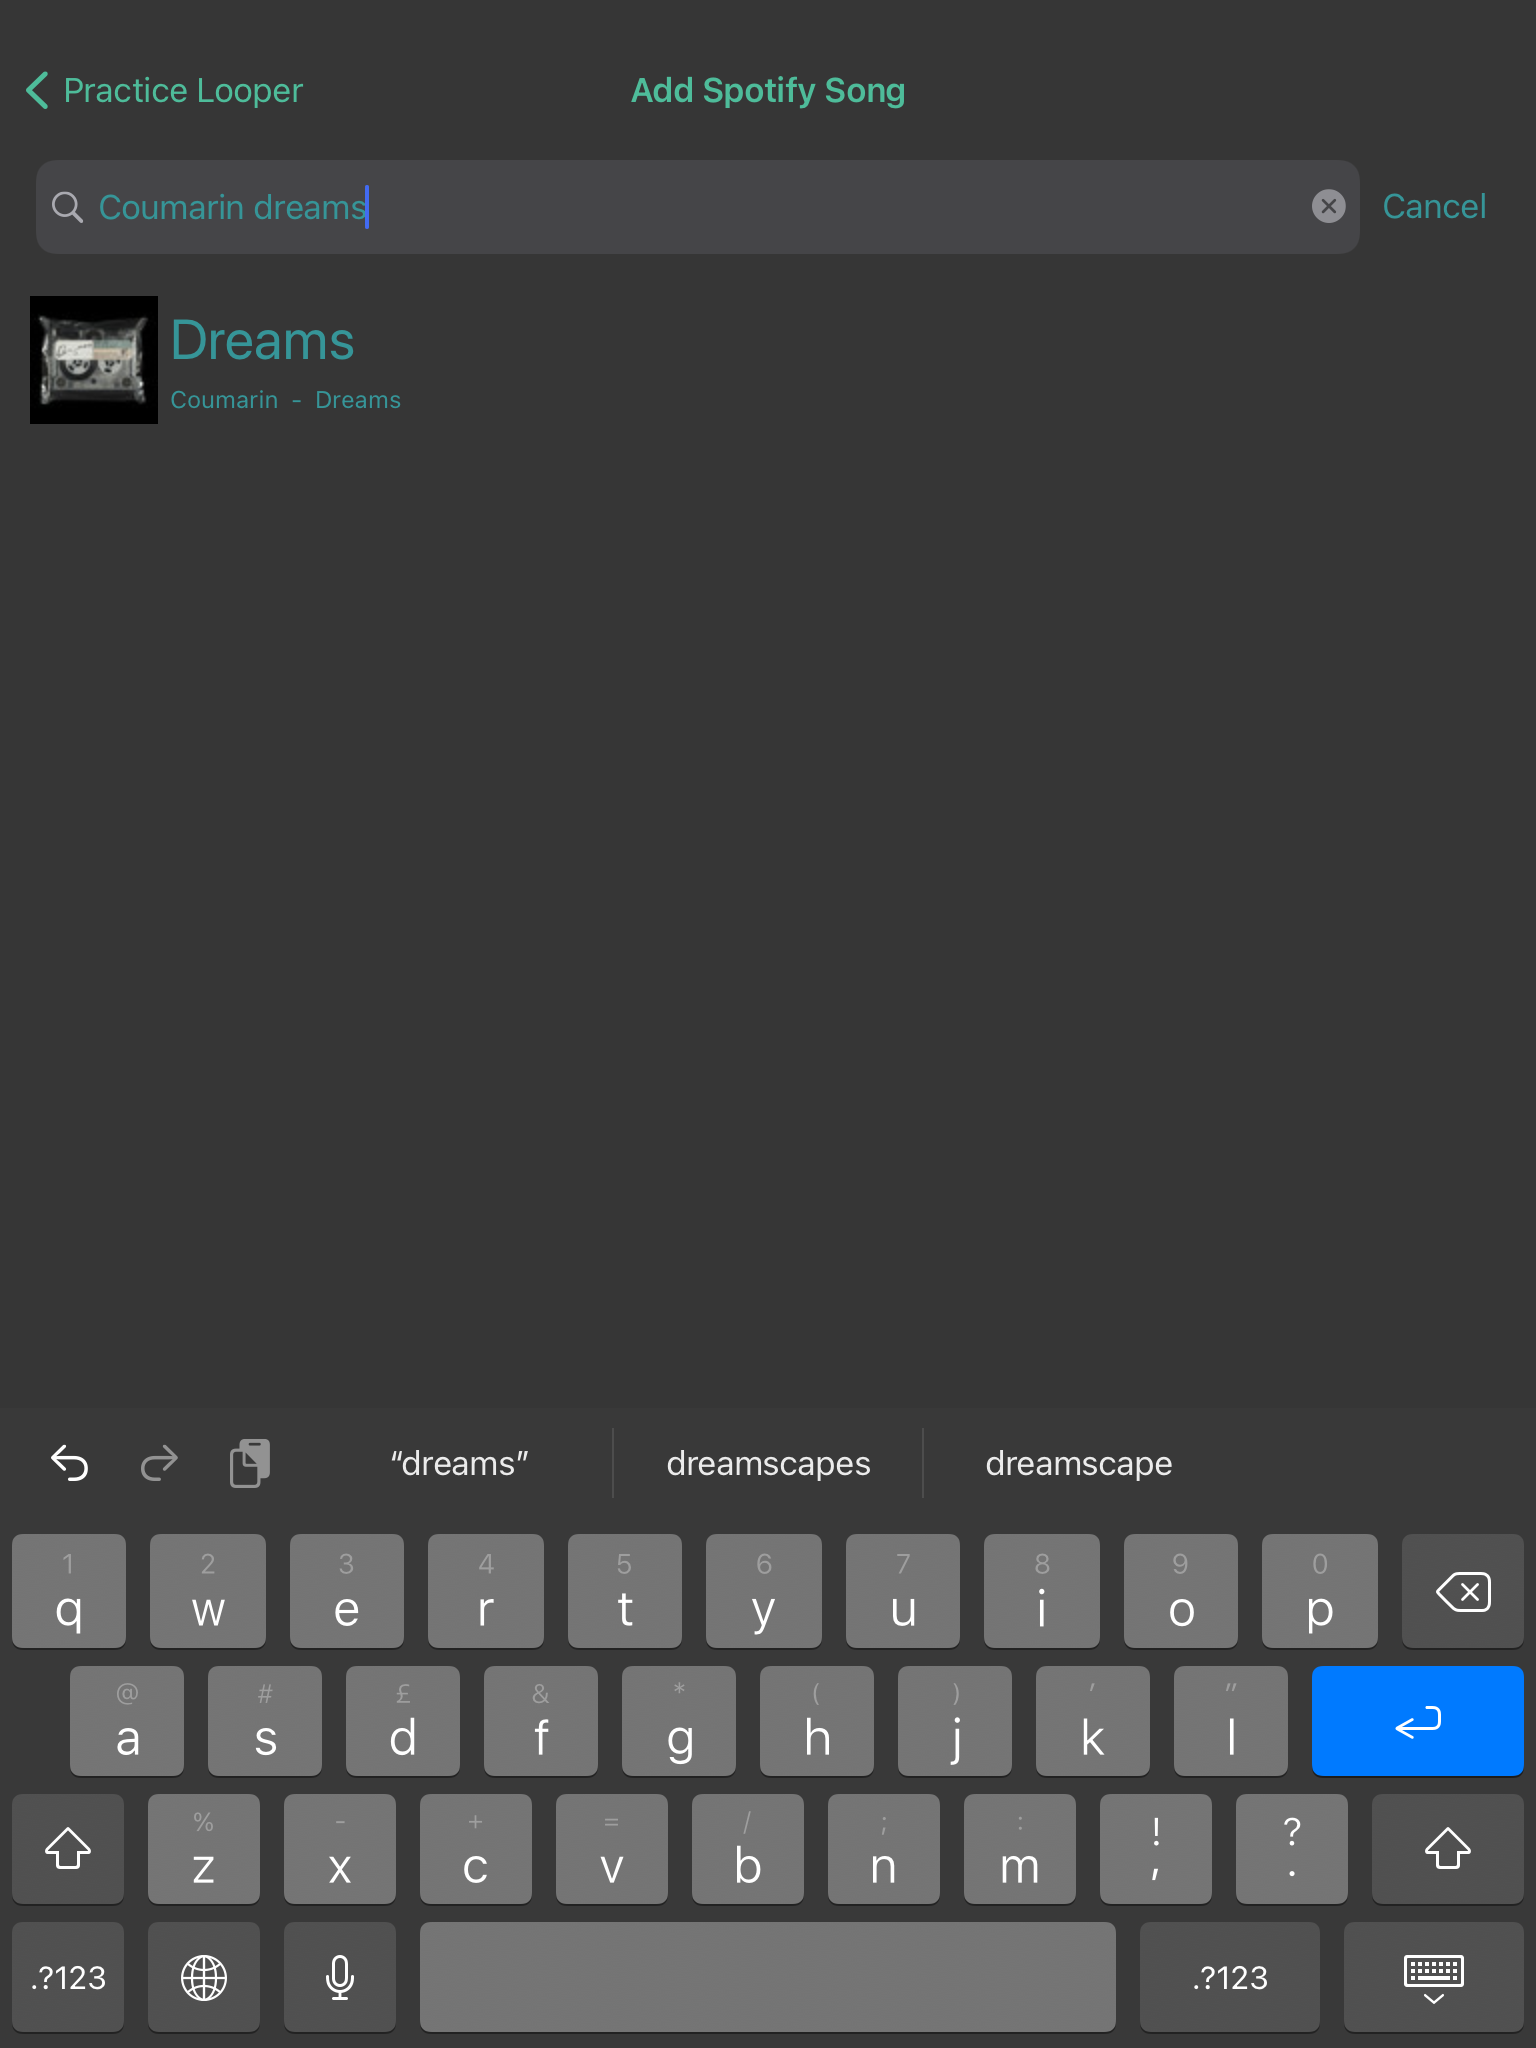 Practice Looper
Add Spotify Song
Coumarin dreams
Cancel
Dreams
Coumarin - Dreams
“dreams”
dreamscapes
dreamscape
1 2 3 4 5 6 7 8 9 0
q w e r t y u i o p
@ # £ & * ( ) ' "
a s d f g h j k l
% - + = / ; : ! ?
z x c v b n m , .
.?123
.?123